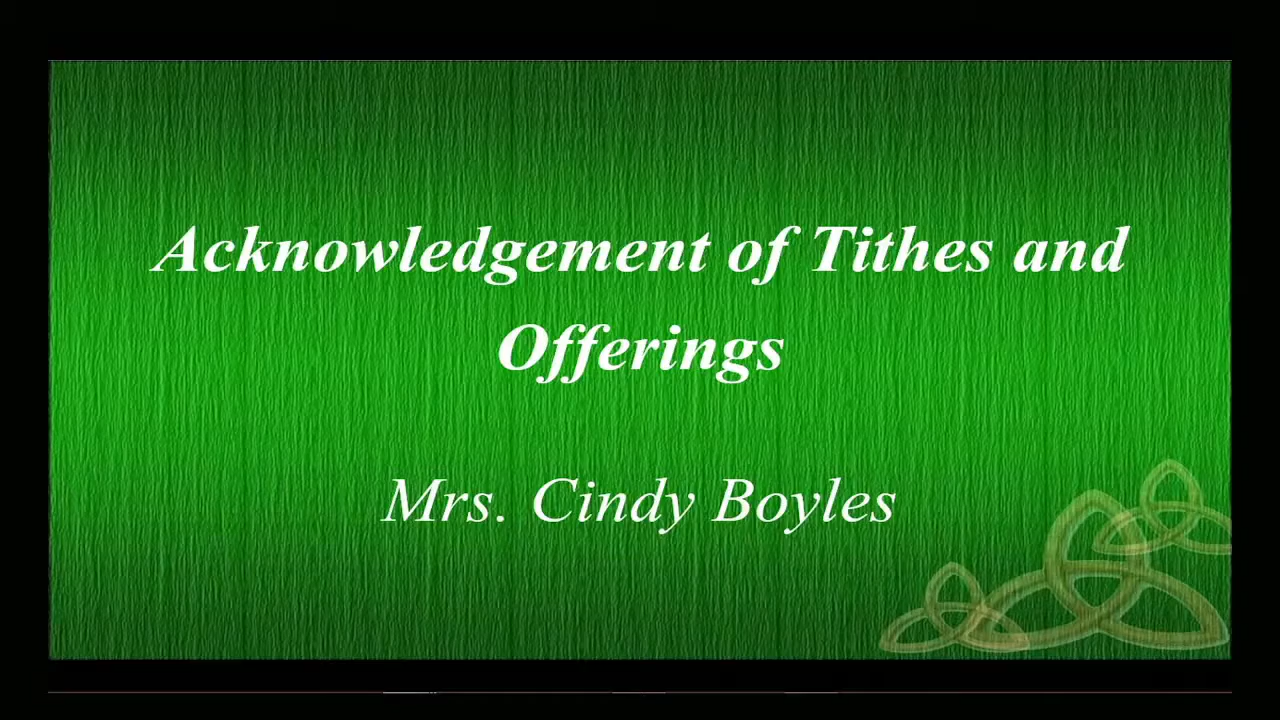 Acknowledgement of Tithes and
Offerings
Mrs. Cindy Boyles